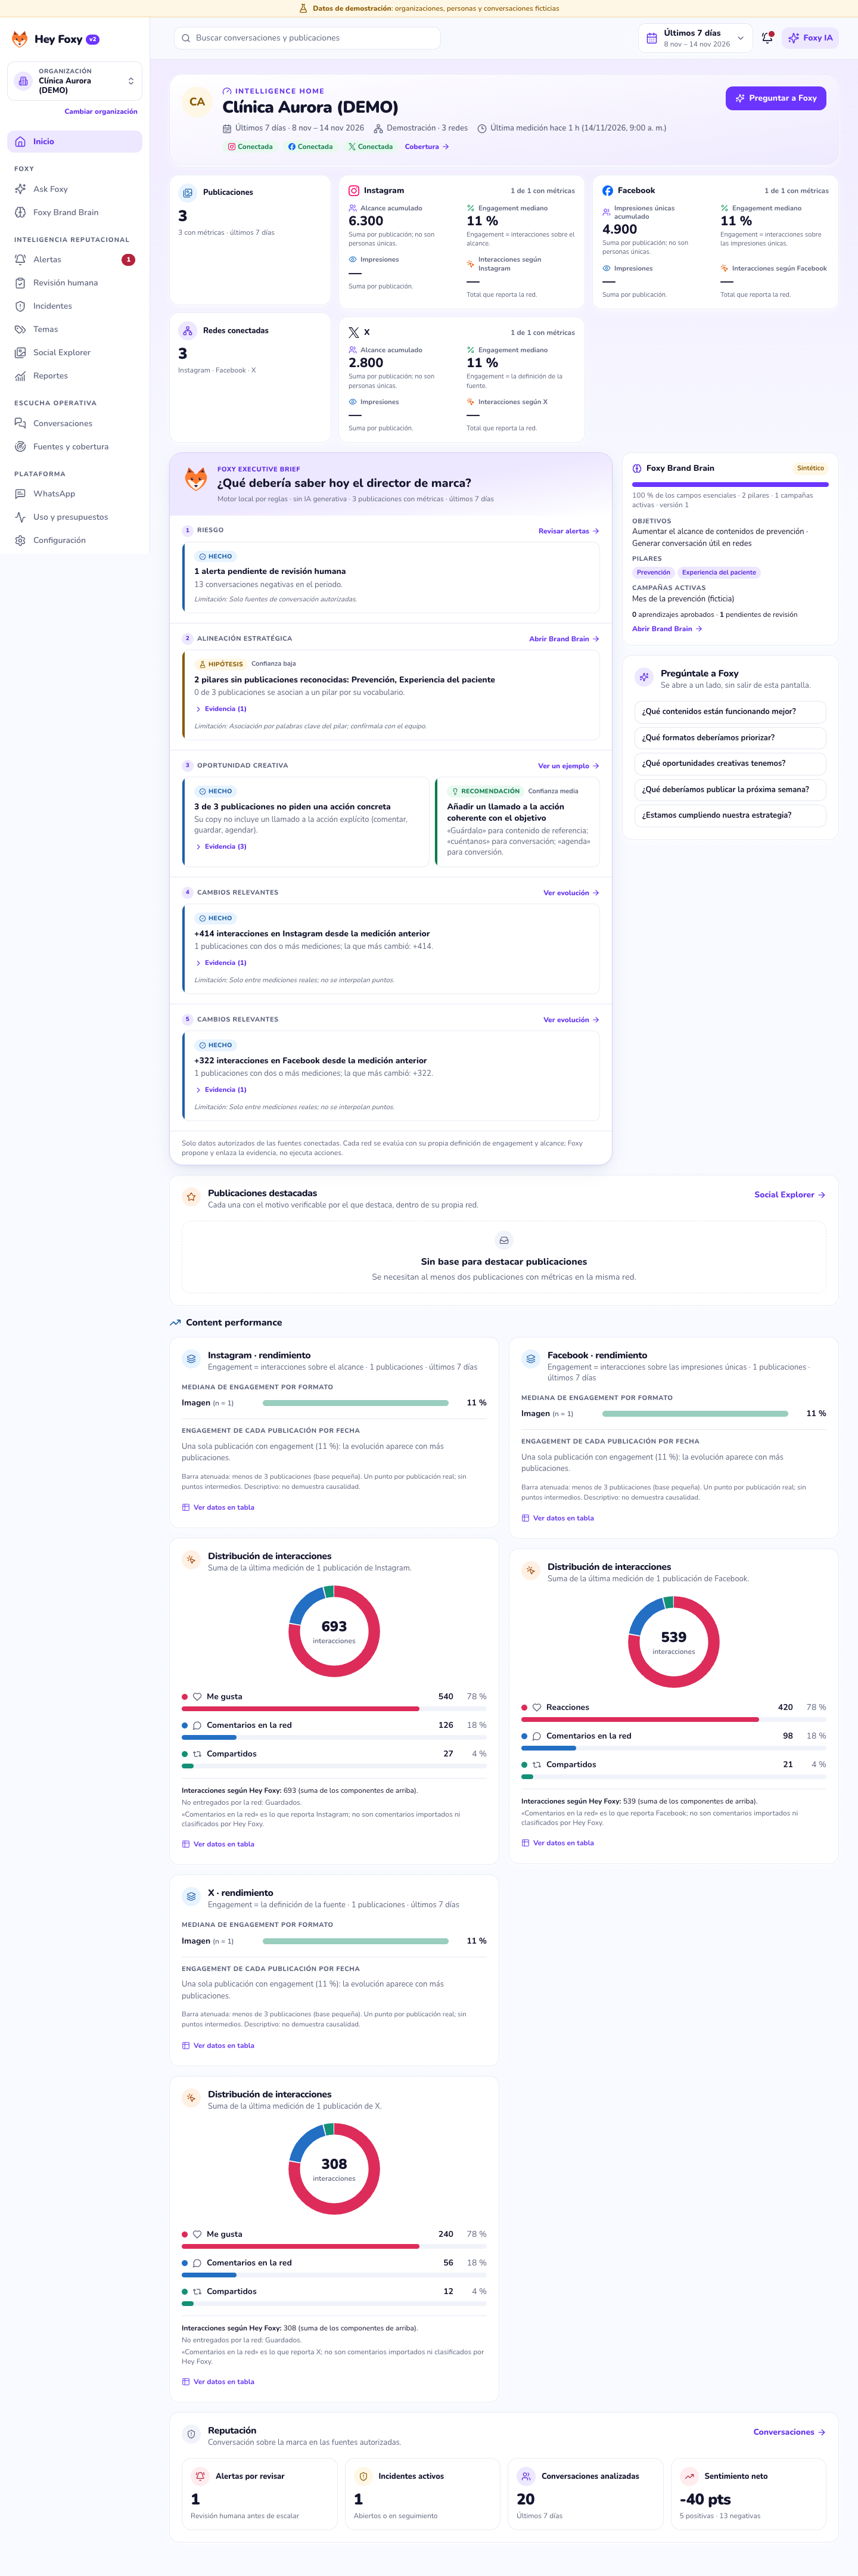 Datos de demostración: organizaciones, personas y conversaciones ficticias
Hey Foxy v2
ORGANIZACIÓN
Clínica Aurora
(DEMO)
Cambiar organización
Inicio
FOXY
Ask Foxy
Foxy Brand Brain
INTELIGENCIA REPUTACIONAL
Alertas 1
Revisión humana
Incidentes
Temas
Social Explorer
Reportes
ESCUCHA OPERATIVA
Conversaciones
Fuentes y cobertura
PLATAFORMA
WhatsApp
Uso y presupuestos
Configuración
Buscar conversaciones y publicaciones
Últimos 7 días
8 nov – 14 nov 2026
Foxy IA
CA
INTELLIGENCE HOME
Clínica Aurora (DEMO)
Últimos 7 días · 8 nov – 14 nov 2026 Demostración · 3 redes Última medición hace 1 h (14/11/2026, 9:00 a. m.)
Conectada Conectada Conectada Cobertura
Preguntar a Foxy
Publicaciones
3
3 con métricas · últimos 7 días
Redes conectadas
3
Instagram · Facebook · X
Instagram 1 de 1 con métricas
Alcance acumulado
6.300
Suma por publicación; no son
personas únicas.
Engagement mediano
11 %
Engagement = interacciones sobre el
alcance.
Impresiones
—
Suma por publicación.
Interacciones según
Instagram
—
Total que reporta la red.
Facebook 1 de 1 con métricas
Impresiones únicas
acumulado
4.900
Suma por publicación; no son
personas únicas.
Engagement mediano
11 %
Engagement = interacciones sobre
las impresiones únicas.
Impresiones
—
Suma por publicación.
Interacciones según Facebook
—
Total que reporta la red.
X 1 de 1 con métricas
Alcance acumulado
2.800
Suma por publicación; no son
personas únicas.
Engagement mediano
11 %
Engagement = la definición de la
fuente.
Impresiones
—
Suma por publicación.
Interacciones según X
—
Total que reporta la red.
FOXY EXECUTIVE BRIEF
¿Qué debería saber hoy el director de marca?
Motor local por reglas · sin IA generativa · 3 publicaciones con métricas · últimos 7 días
1 RIESGO Revisar alertas
HECHO
1 alerta pendiente de revisión humana
13 conversaciones negativas en el periodo.
Limitación: Solo fuentes de conversación autorizadas.
2 ALINEACIÓN ESTRATÉGICA Abrir Brand Brain
HIPÓTESIS Confianza baja
2 pilares sin publicaciones reconocidas: Prevención, Experiencia del paciente
0 de 3 publicaciones se asocian a un pilar por su vocabulario.
Evidencia (1)
Limitación: Asociación por palabras clave del pilar; confírmala con el equipo.
3 OPORTUNIDAD CREATIVA Ver un ejemplo
HECHO
3 de 3 publicaciones no piden una acción concreta
Su copy no incluye un llamado a la acción explícito (comentar,
guardar, agendar).
Evidencia (3)
RECOMENDACIÓN Confianza media
Añadir un llamado a la acción
coherente con el objetivo
«Guárdalo» para contenido de referencia;
«cuéntanos» para conversación; «agenda»
para conversión.
4 CAMBIOS RELEVANTES Ver evolución
HECHO
+414 interacciones en Instagram desde la medición anterior
1 publicaciones con dos o más mediciones; la que más cambió: +414.
Evidencia (1)
Limitación: Solo entre mediciones reales; no se interpolan puntos.
5 CAMBIOS RELEVANTES Ver evolución
HECHO
+322 interacciones en Facebook desde la medición anterior
1 publicaciones con dos o más mediciones; la que más cambió: +322.
Evidencia (1)
Limitación: Solo entre mediciones reales; no se interpolan puntos.
Solo datos autorizados de las fuentes conectadas. Cada red se evalúa con su propia definición de engagement y alcance; Foxy
propone y enlaza la evidencia, no ejecuta acciones.
Foxy Brand Brain Sintético
100 % de los campos esenciales · 2 pilares · 1 campañas
activas · versión 1
OBJETIVOS
Aumentar el alcance de contenidos de prevención ·
Generar conversación útil en redes
PILARES
Prevención Experiencia del paciente
CAMPAÑAS ACTIVAS
Mes de la prevención (ficticia)
0 aprendizajes aprobados · 1 pendientes de revisión
Abrir Brand Brain
Pregúntale a Foxy
Se abre a un lado, sin salir de esta pantalla.
¿Qué contenidos están funcionando mejor?
¿Qué formatos deberíamos priorizar?
¿Qué oportunidades creativas tenemos?
¿Qué deberíamos publicar la próxima semana?
¿Estamos cumpliendo nuestra estrategia?
Publicaciones destacadas
Cada una con el motivo verificable por el que destaca, dentro de su propia red.
Social Explorer
Sin base para destacar publicaciones
Se necesitan al menos dos publicaciones con métricas en la misma red.
Content performance
Instagram · rendimiento
Engagement = interacciones sobre el alcance · 1 publicaciones · últimos 7 días
MEDIANA DE ENGAGEMENT POR FORMATO
Imagen (n = 1) 11 %
ENGAGEMENT DE CADA PUBLICACIÓN POR FECHA
Una sola publicación con engagement (11 %): la evolución aparece con más
publicaciones.
Barra atenuada: menos de 3 publicaciones (base pequeña). Un punto por publicación real; sin
puntos intermedios. Descriptivo: no demuestra causalidad.
Ver datos en tabla
Facebook · rendimiento
Engagement = interacciones sobre las impresiones únicas · 1 publicaciones ·
últimos 7 días
MEDIANA DE ENGAGEMENT POR FORMATO
Imagen (n = 1) 11 %
ENGAGEMENT DE CADA PUBLICACIÓN POR FECHA
Una sola publicación con engagement (11 %): la evolución aparece con más
publicaciones.
Barra atenuada: menos de 3 publicaciones (base pequeña). Un punto por publicación real; sin
puntos intermedios. Descriptivo: no demuestra causalidad.
Ver datos en tabla
Distribución de interacciones
Suma de la última medición de 1 publicación de Instagram.
693
interacciones
Me gusta 540 78 %
Comentarios en la red 126 18 %
Compartidos 27 4 %
Interacciones según Hey Foxy: 693 (suma de los componentes de arriba).
No entregados por la red: Guardados.
«Comentarios en la red» es lo que reporta Instagram; no son comentarios importados ni
clasificados por Hey Foxy.
Ver datos en tabla
Distribución de interacciones
Suma de la última medición de 1 publicación de Facebook.
539
interacciones
Reacciones 420 78 %
Comentarios en la red 98 18 %
Compartidos 21 4 %
Interacciones según Hey Foxy: 539 (suma de los componentes de arriba).
«Comentarios en la red» es lo que reporta Facebook; no son comentarios importados ni
clasificados por Hey Foxy.
Ver datos en tabla
X · rendimiento
Engagement = la definición de la fuente · 1 publicaciones · últimos 7 días
MEDIANA DE ENGAGEMENT POR FORMATO
Imagen (n = 1) 11 %
ENGAGEMENT DE CADA PUBLICACIÓN POR FECHA
Una sola publicación con engagement (11 %): la evolución aparece con más
publicaciones.
Barra atenuada: menos de 3 publicaciones (base pequeña). Un punto por publicación real; sin
puntos intermedios. Descriptivo: no demuestra causalidad.
Ver datos en tabla
Distribución de interacciones
Suma de la última medición de 1 publicación de X.
308
interacciones
Me gusta 240 78 %
Comentarios en la red 56 18 %
Compartidos 12 4 %
Interacciones según Hey Foxy: 308 (suma de los componentes de arriba).
No entregados por la red: Guardados.
«Comentarios en la red» es lo que reporta X; no son comentarios importados ni clasificados por
Hey Foxy.
Ver datos en tabla
Reputación
Conversación sobre la marca en las fuentes autorizadas.
Conversaciones
Alertas por revisar
1
Revisión humana antes de escalar
Incidentes activos
1
Abiertos o en seguimiento
Conversaciones analizadas
20
Últimos 7 días
Sentimiento neto
-40 pts
5 positivas · 13 negativas